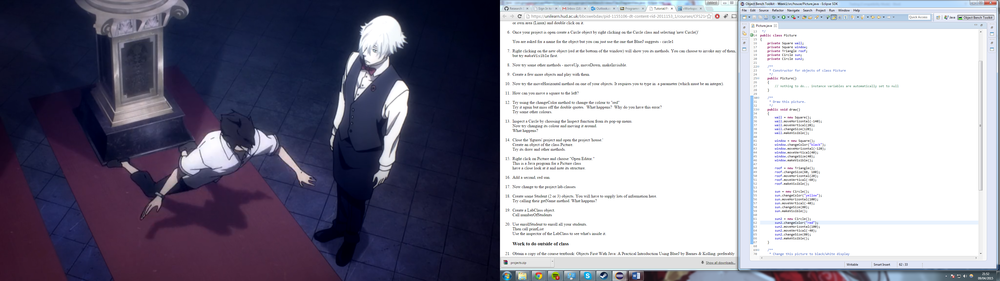 Ashhad
Research E
Sign In to
Inbox (18)
Outlook.co
Programm
Tutorial/Pr
vWorkspac
https://unilearn.hud.ac.uk/bbcswebdav/pid-1155106-dt-content-rid-2011153_1/courses/CFS21
or own area (Linux) and double click on it.
6. Once your project is open create a Circle object by right clicking on the Circle class and selecting 'new Circle()'
You are asked for a name for the object but you can just use the one that BlueJ suggests - circle1
7. Right clicking on the new object (red at the bottom of the window) will show you its methods. You can choose to invoke any of them,
but try makeVisible first.
8. Now try some other methods - moveUp, moveDown, makeInvisible.
9. Create a few more objects and play with them.
10. Now try the moveHorizontal method on one of your objects. It requires you to type in a parameter (which must be an integer).
11. How can you move a square to the left?
12. Try using the changeColor method to change the colour to "red"
Try it again but miss off the double quotes. What happens? Why do you have this error?
Try some other colours.
13. Inspect a Circle by choosing the Inspect function from its pop-up menu.
Now try changing its colour and moving it around.
What happens?
14. Close the 'figures' project and open the project 'house.'
Create an object of the class Picture.
Try its draw and other methods.
15. Right click on Picture and choose "Open Editor."
This is a Java program for a Picture class
have a close look at it and note its structure.
16. Add a second, red sun.
17. Now change to the project lab-classes
18. Create some Student (2 or 3) objects. You will have to supply lots of information here.
Try calling their getName method. What happens?
19. Create a LabClass object.
Call numberOfStudents
20. Use enrollStudent to enroll all your students.
Then call printList
Use the inspector of the LabClass to see what's inside it.
Work to do outside of class
21. Obtain a copy of the course textbook: Objects First With Java: A Practical Introduction Using BlueJ by Barnes & Kolling, preferably
projects.zip
Show all downloads...
Object Bench Toolkit - Week1/src/house/Picture.java - Eclipse SDK
File Edit Source Refactor Navigate Search Project Run Window Help
Quick Access
Java
Object Bench Toolkit
Picture.java
13 */
14 public class Picture
15 {
16 private Square wall;
17 private Square window;
18 private Triangle roof;
19 private Circle sun;
20 private Circle sun2;
21
22 /**
23 * Constructor for objects of class Picture
24 */
25 public Picture()
26 {
27 // nothing to do... instance variables are automatically set to null
28 }
29
30 /**
31 * Draw this picture.
32 */
33 public void draw()
34 {
35 wall = new Square();
36 wall.moveHorizontal(-140);
37 wall.moveVertical(20);
38 wall.changeSize(120);
39 wall.makeVisible();
40
41 window = new Square();
42 window.changeColor("black");
43 window.moveHorizontal(-120);
44 window.moveVertical(40);
45 window.changeSize(40);
46 window.makeVisible();
47
48 roof = new Triangle();
49 roof.changeSize(60, 180);
50 roof.moveHorizontal(20);
51 roof.moveVertical(-60);
52 roof.makeVisible();
53
54 sun = new Circle();
55 sun.changeColor("yellow");
56 sun.moveHorizontal(100);
57 sun.moveVertical(-40);
58 sun.changeSize(80);
59 sun.makeVisible();
60
61 sun2 = new Circle();
62 sun2.changeColor("red");
63 sun2.moveHorizontal(100);
64 sun2.moveVertical(-40);
65 sun2.changeSize(80);
66 sun2.makeVisible();
67 }
68
69 /**
70 * Change this picture to black/white display
Writable
Smart Insert
62 : 33
21:52
09/04/2015